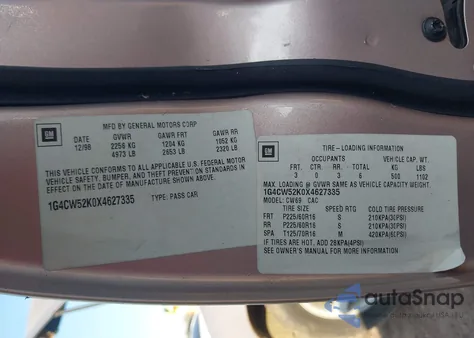 GM
MFD BY GENERAL MOTORS CORP
DATE GVWR GAWR FRT GAWR RR
12/98 2256 KG 1204 KG 1052 KG
4973 LB 2653 LB 2320 LB
THIS VEHICLE CONFORMS TO ALL APPLICABLE U.S. FEDERAL MOTOR
VEHICLE SAFETY, BUMPER, AND THEFT PREVENTION STANDARDS IN
EFFECT ON THE DATE OF MANUFACTURE SHOWN ABOVE.
1G4CW52K0X4627335 TYPE: PASS CAR
GM
TIRE-LOADING INFORMATION
OCCUPANTS VEHICLE CAP. WT.
FRT CTR RR TOTAL KG LBS
3 0 3 6 500 1102
MAX. LOADING @ GVWR SAME AS VEHICLE CAPACITY WEIGHT.
1G4CW52K0X4627335
MODEL: CW69 CAC
TIRE SIZE SPEED RTG COLD TIRE PRESSURE
FRT P225/60R16 S 210KPA(30PSI)
RR P225/60R16 S 210KPA(30PSI)
SPA T125/70R16 M 420KPA(60PSI)
IF TIRES ARE HOT, ADD 28KPA(4PSI)
SEE OWNER'S MANUAL FOR MORE INFORMATION
autoSnap